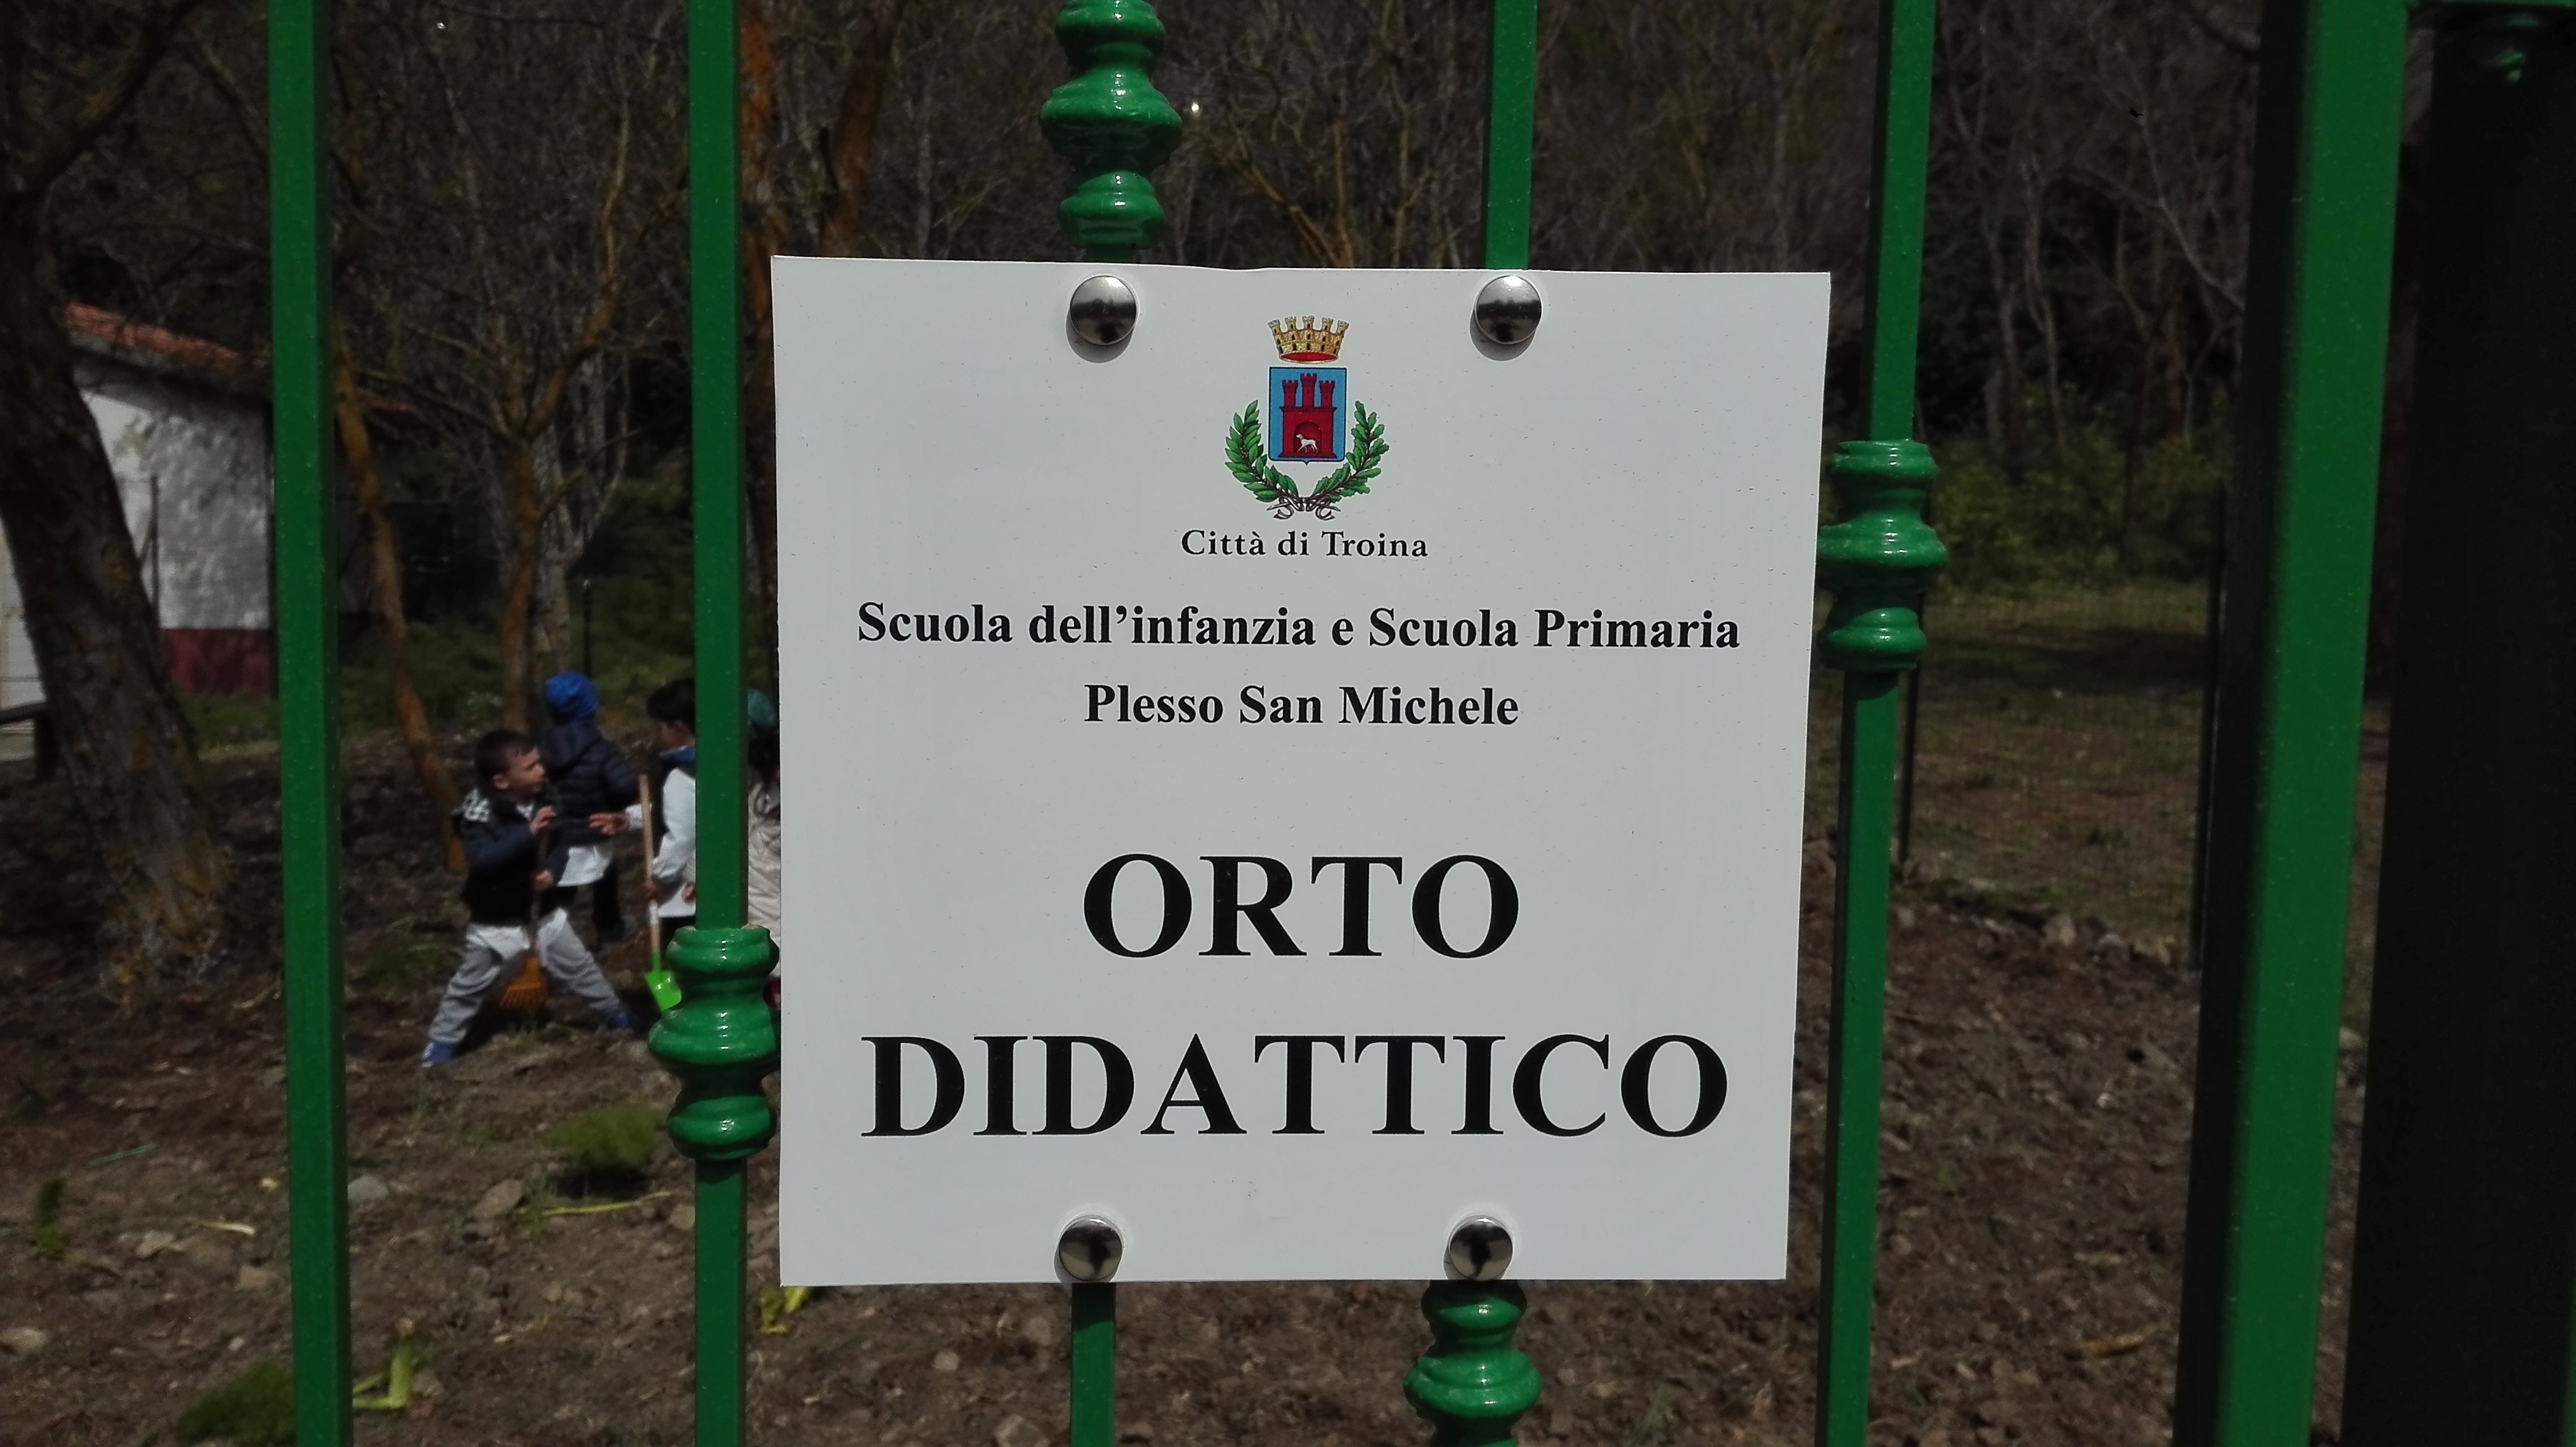 Città di Troina
Scuola dell’infanzia e Scuola Primaria
Plesso San Michele
ORTO
DIDATTICO